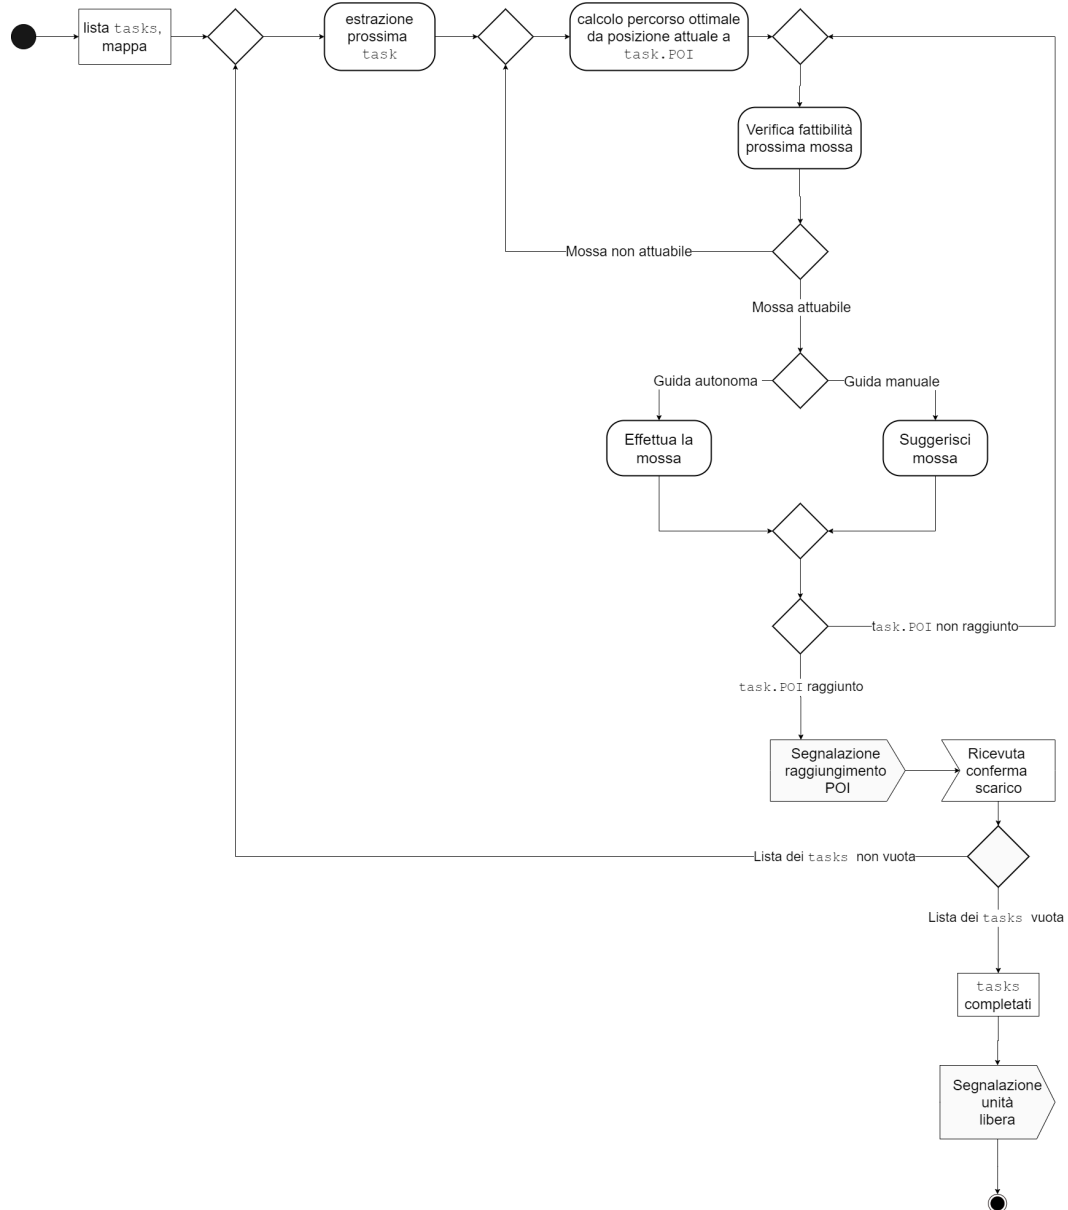 lista tasks,
mappa
estrazione
prossima
task
calcolo percorso ottimale
da posizione attuale a
task.POI
Verifica fattibilità
prossima mossa
Mossa non attuabile
Mossa attuabile
Guida autonoma
Guida manuale
Effettua la
mossa
Suggerisci
mossa
task.POI non raggiunto
task.POI raggiunto
Segnalazione
raggiungimento
POI
Ricevuta
conferma
scarico
Lista dei tasks non vuota
Lista dei tasks vuota
tasks
completati
Segnalazione
unità
libera